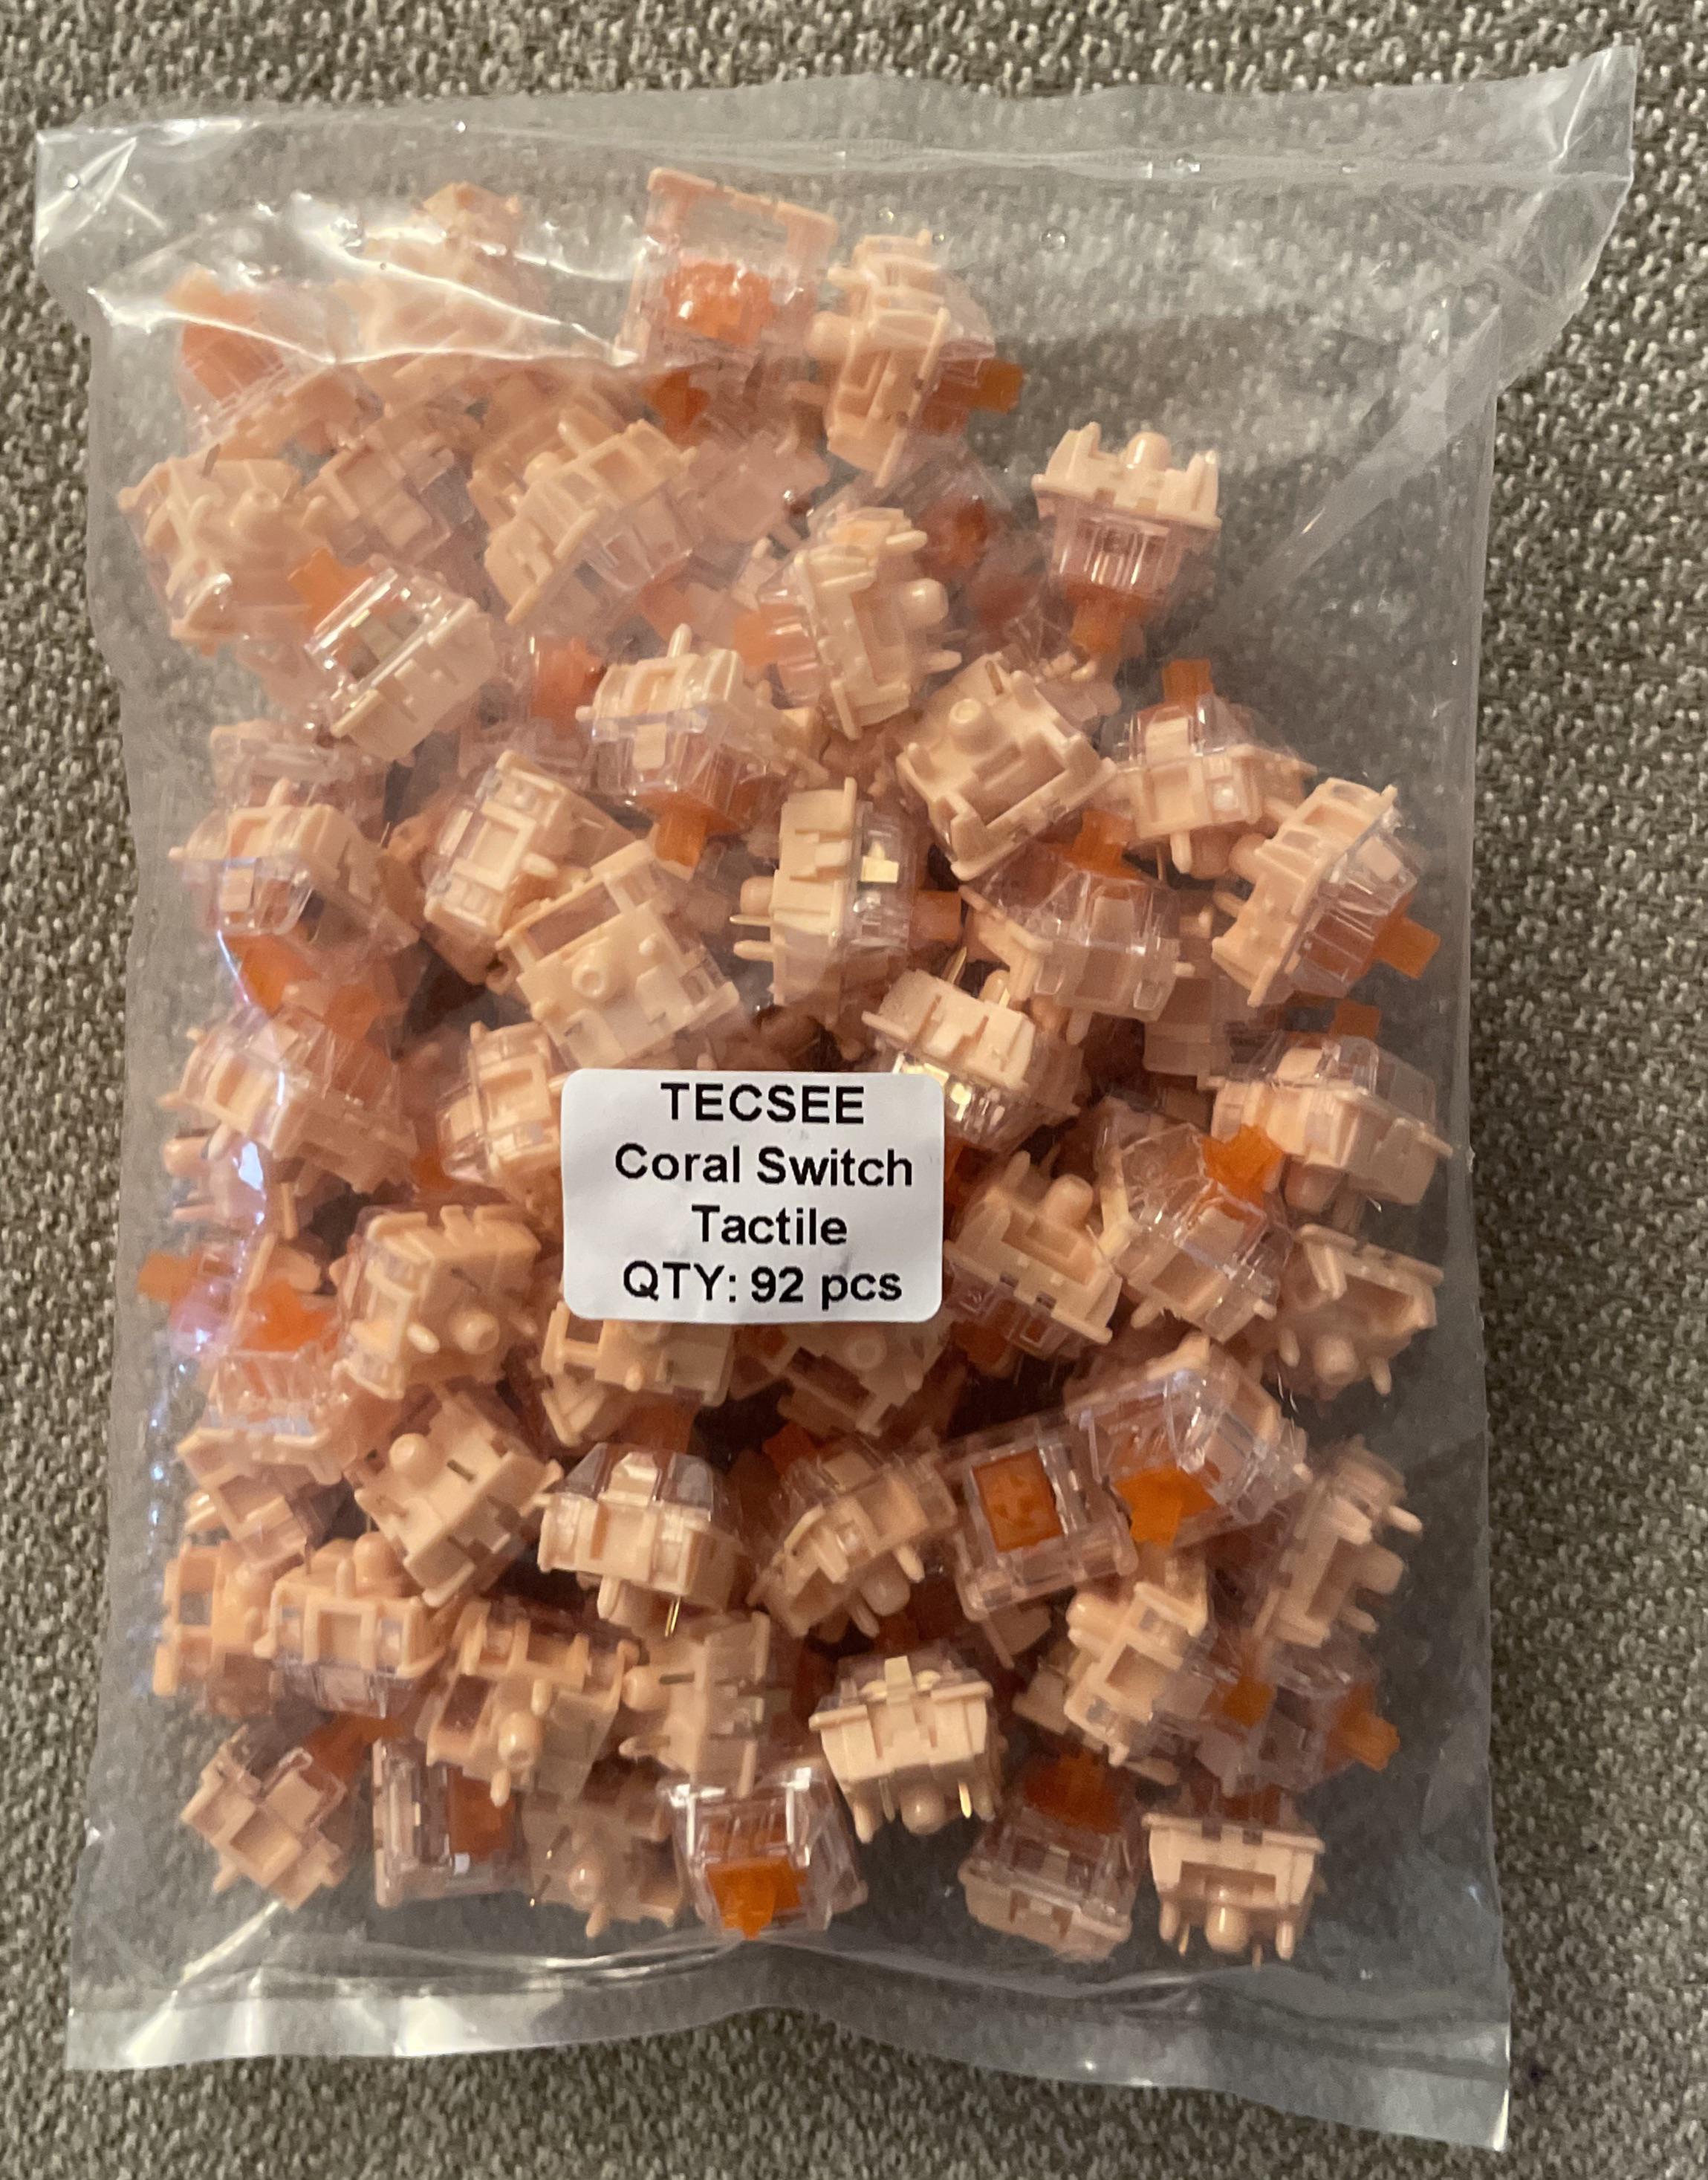 TECSEE
Coral Switch
Tactile
QTY: 92 pcs